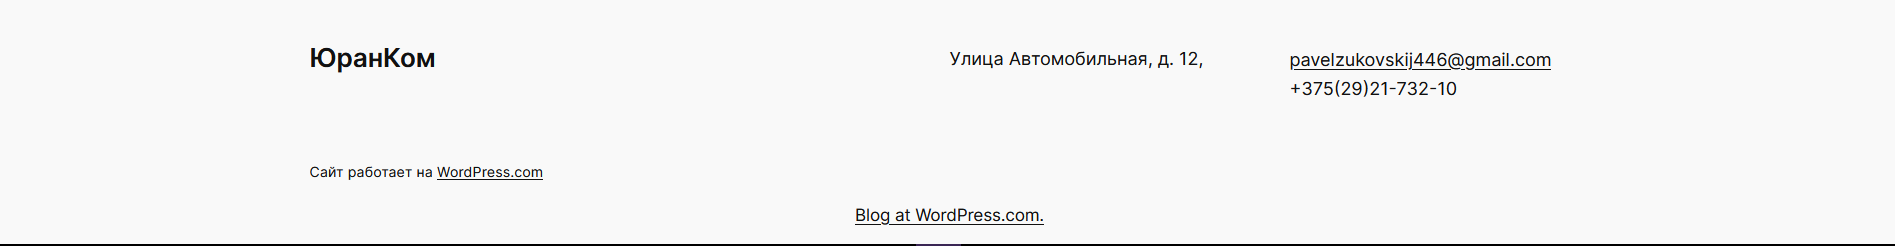 ЮранКом
Улица Автомобильная, д. 12,
pavelzukovskij446@gmail.com
+375(29)21-732-10
Сайт работает на WordPress.com
Blog at WordPress.com.